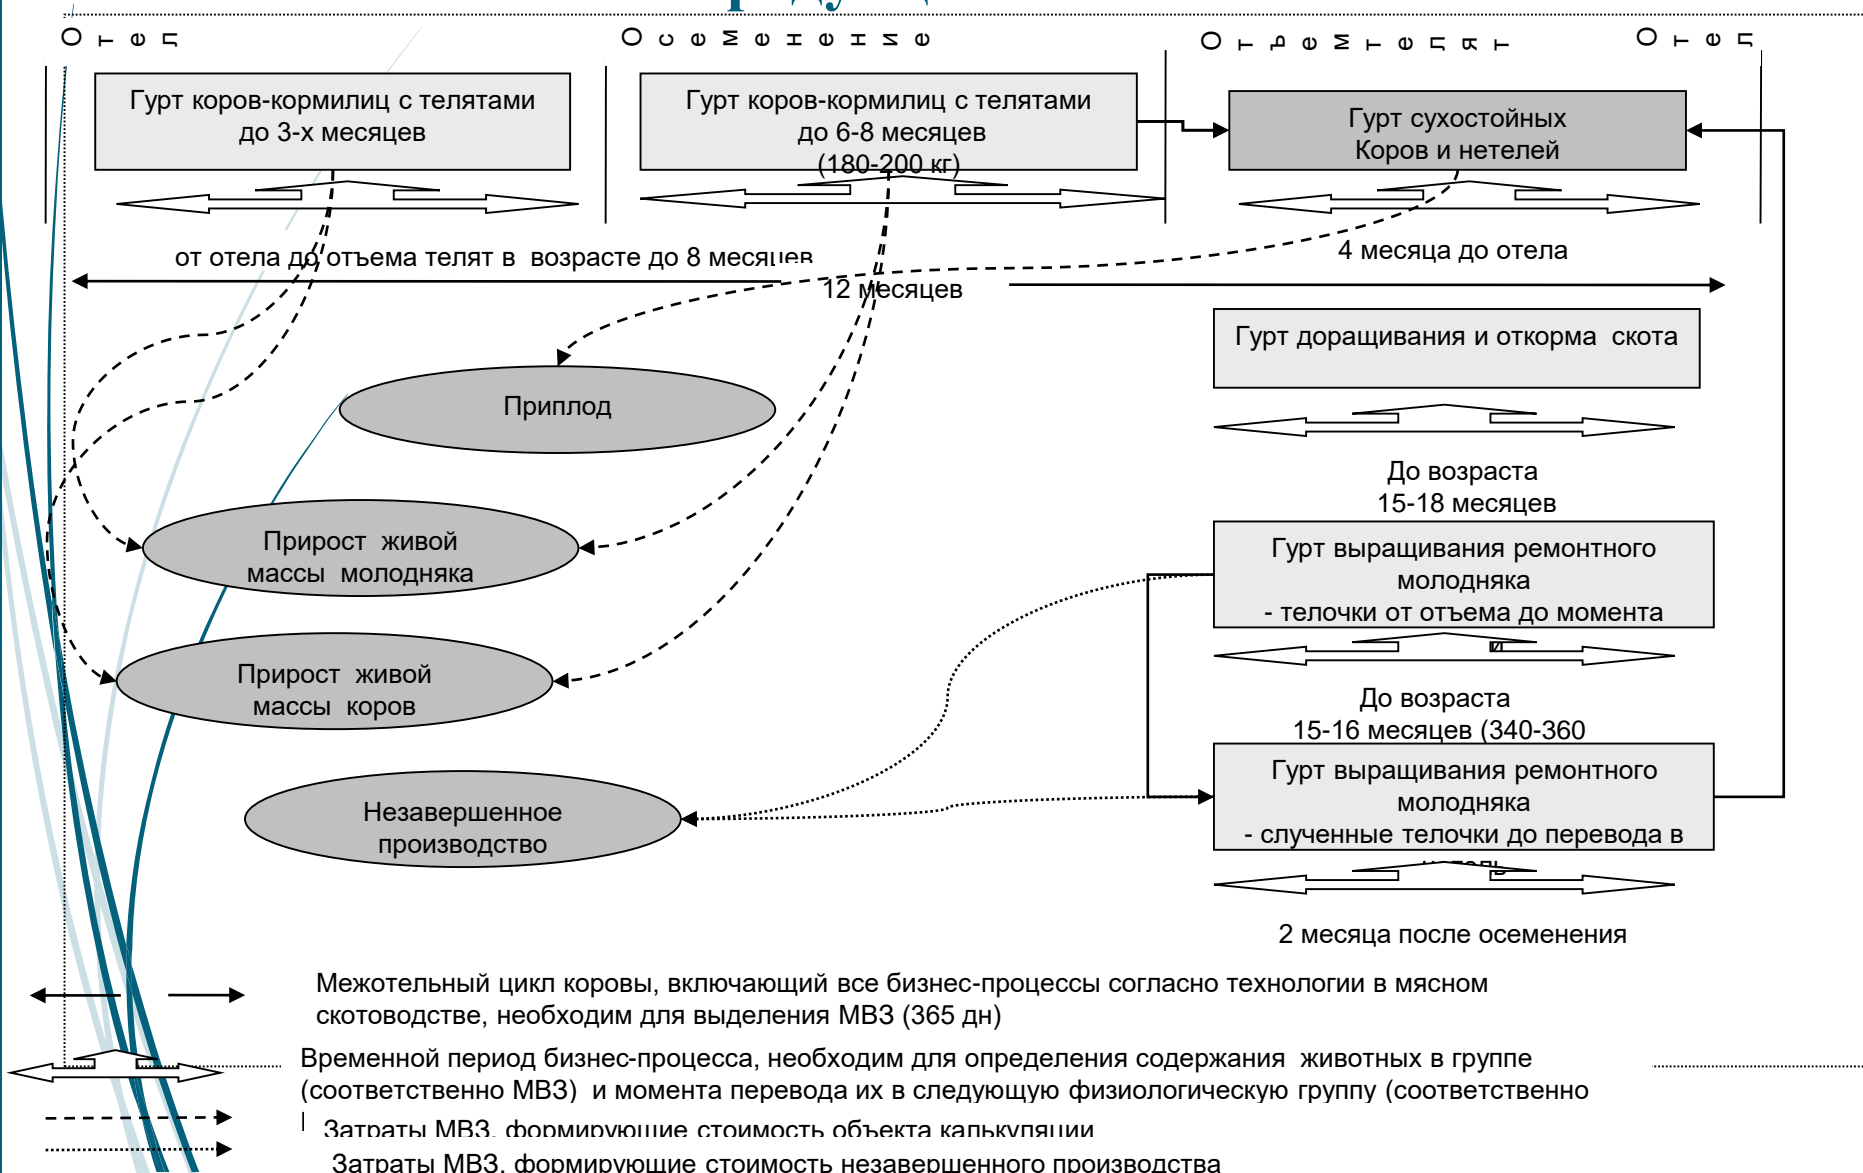 Отел
Осеменение
Отъем телят
Отел
Гурт коров-кормилиц с телятами
до 3-х месяцев
Гурт коров-кормилиц с телятами
до 6-8 месяцев
(180-200 кг)
Гурт сухостойных
Коров и нетелей
от отела до отъема телят в возрасте до 8 месяцев
4 месяца до отела
12 месяцев
Гурт доращивания и откорма скота
Приплод
До возраста
15-18 месяцев
Прирост живой
массы молодняка
Гурт выращивания ремонтного
молодняка
- телочки от отъема до момента
Прирост живой
массы коров
До возраста
15-16 месяцев (340-360
Незавершенное
производство
Гурт выращивания ремонтного
молодняка
- слученные телочки до перевода в
2 месяца после осеменения
Межотельный цикл коровы, включающий все бизнес-процессы согласно технологии в мясном
скотоводстве, необходим для выделения МВЗ (365 дн)
Временной период бизнес-процесса, необходим для определения содержания животных в группе
(соответственно МВЗ) и момента перевода их в следующую физиологическую группу (соответственно
Затраты МВЗ, формирующие стоимость объекта калькуляции
Затраты МВЗ, формирующие стоимость незавершенного производства